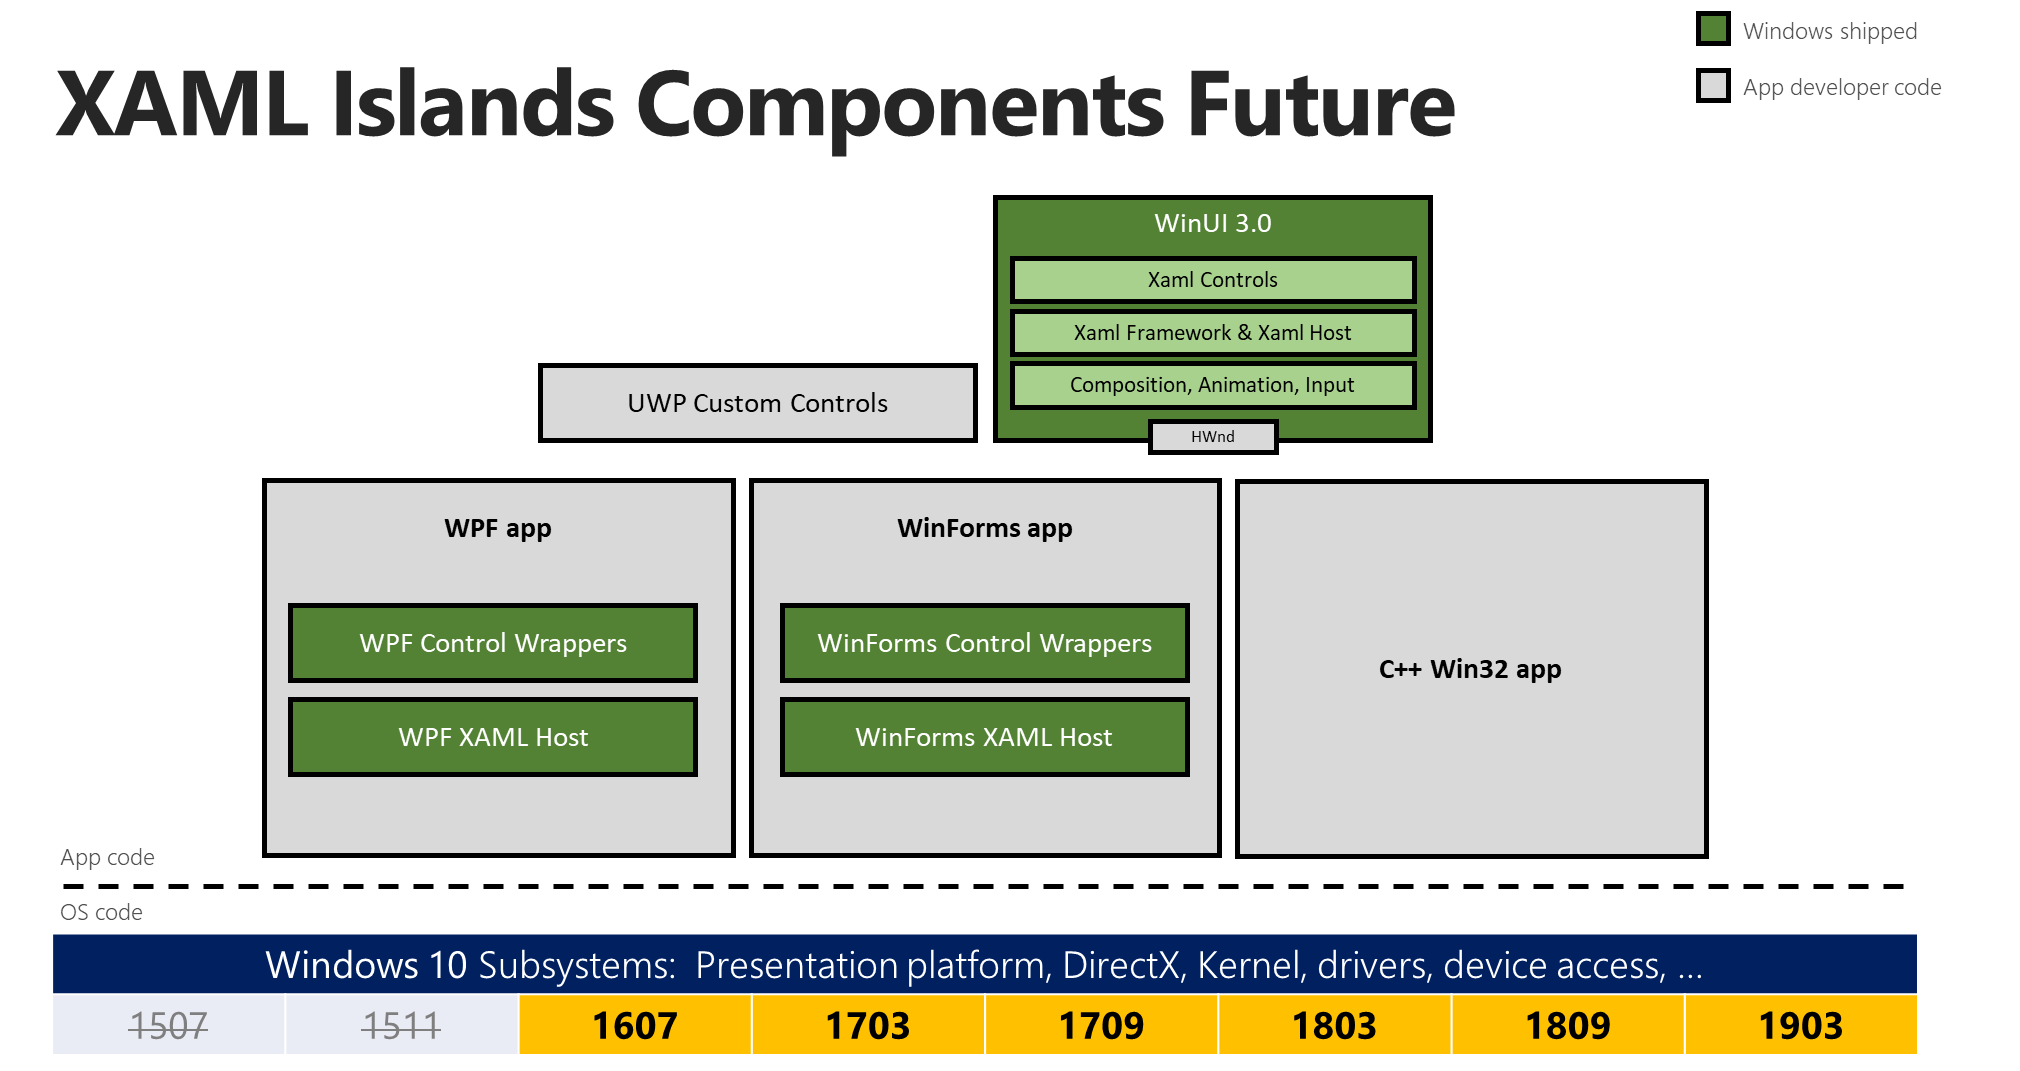 Windows shipped
App developer code
XAML Islands Components Future
WinUI 3.0
Xaml Controls
Xaml Framework & Xaml Host
Composition, Animation, Input
HWnd
UWP Custom Controls
WPF app
WPF Control Wrappers
WPF XAML Host
WinForms app
WinForms Control Wrappers
WinForms XAML Host
C++ Win32 app
App code
OS code
Windows 10 Subsystems: Presentation platform, DirectX, Kernel, drivers, device access, ...
1507 1511 1607 1703 1709 1803 1809 1903